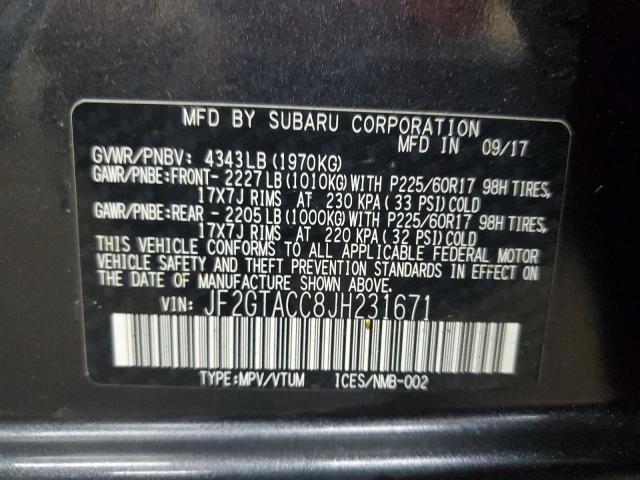 MFD BY SUBARU CORPORATION
MFD IN 09/17
GVWR/PNBV: 4343LB(1970KG)
GAWR/PNBE:FRONT-2227LB(1010KG)WITH P225/60R17 98H TIRES,
17X7J RIMS AT 230 KPA(33 PSI)COLD
GAWR/PNBE:REAR -2205LB(1000KG)WITH P225/60R17 98H TIRES,
17X7J RIMS AT 220 KPA(32 PSI)COLD
THIS VEHICLE CONFORMS TO ALL APPLICABLE FEDERAL MOTOR
VEHICLE SAFETY AND THEFT PREVENTION STANDARDS IN EFFECT ON
THE DATE OF MANUFACTURE SHOWN ABOVE.
VIN: JF2GTACC8JH231671
TYPE:MPV/VTUM ICES/NMB-002